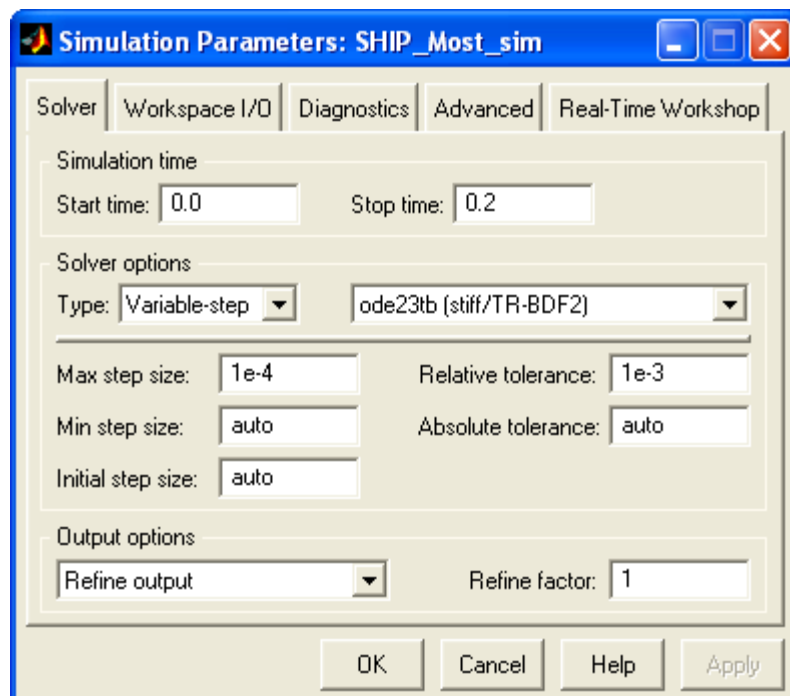 Simulation Parameters: SHIP_Most_sim
Solver Workspace I/O Diagnostics Advanced Real-Time Workshop
Simulation time
Start time: 0.0 Stop time: 0.2
Solver options
Type: Variable-step ode23tb (stiff/TR-BDF2)
Max step size: 1e-4 Relative tolerance: 1e-3
Min step size: auto Absolute tolerance: auto
Initial step size: auto
Output options
Refine output Refine factor: 1
OK Cancel Help Apply